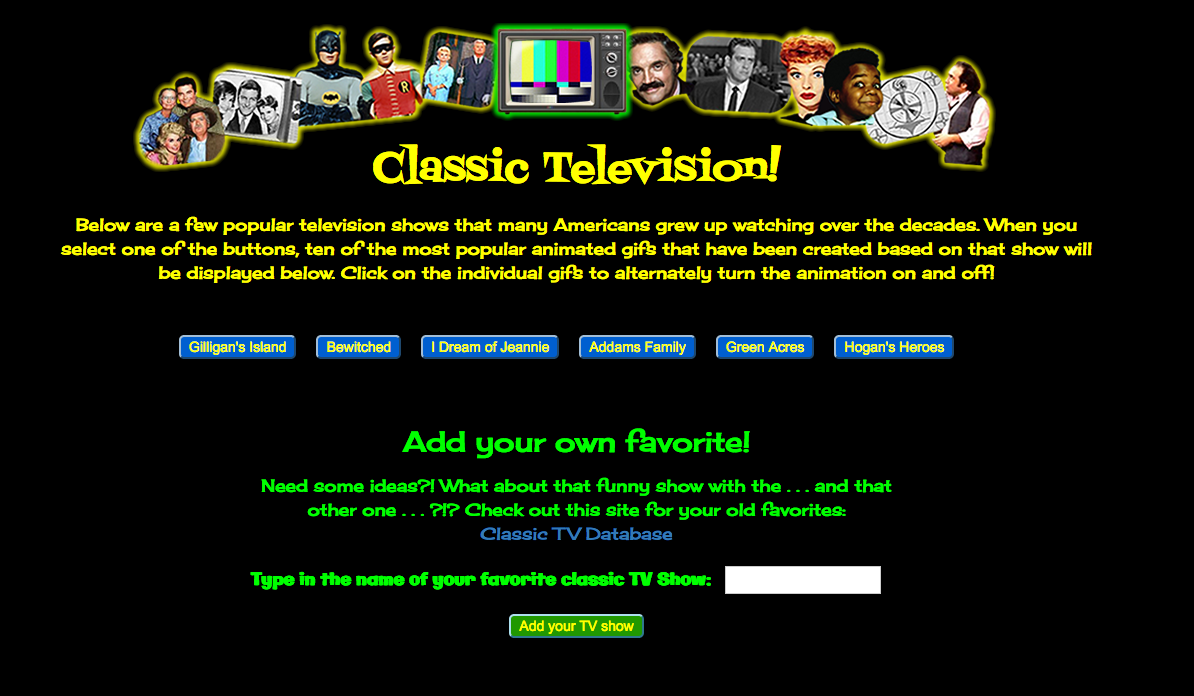 Classic Television!
Below are a few popular television shows that many Americans grew up watching over the decades. When you
select one of the buttons, ten of the most popular animated gifs that have been created based on that show will
be displayed below. Click on the individual gifs to alternately turn the animation on and off!
Gilligan's Island Bewitched I Dream of Jeannie Addams Family Green Acres Hogan's Heroes
Add your own favorite!
Need some ideas?! What about that funny show with the . . . and that
other one . . . ?!? Check out this site for your old favorites:
Classic TV Database
Type in the name of your favorite classic TV Show:
Add your TV show